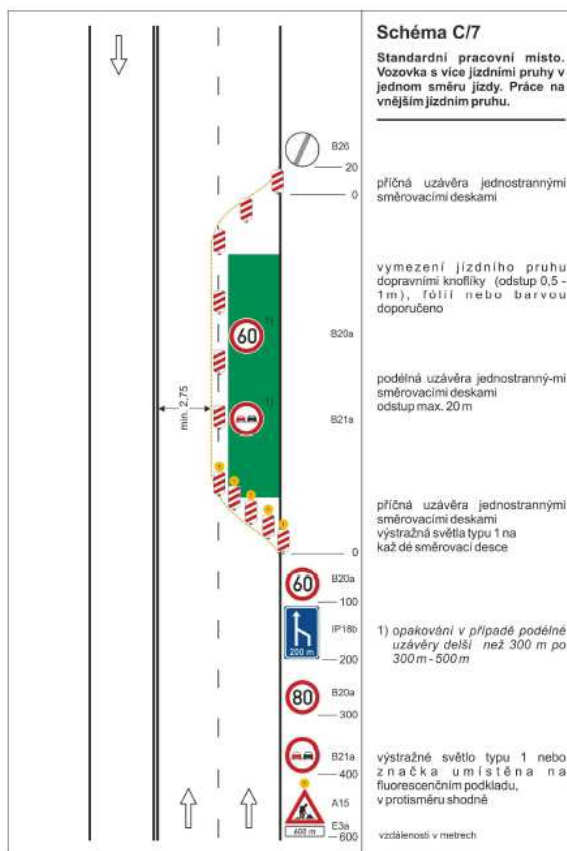 Schéma C/7
Standardní pracovní místo.
Vozovka s více jízdními pruhy v
jednom směru jízdy. Práce na
vnějším jízdním pruhu.
B26
20
0
příčná uzávěra jednostrannými
směrovacími deskami
vymezení jízdního pruhu
dopravními knoflíky (odstup 0,5 -
1m), fólií nebo barvou
doporučeno
1)
60
B20a
podélná uzávěra jednostranný-mi
směrovacími deskami
odstup max. 20 m
min. 2,75
1)
B21a
příčná uzávěra jednostrannými
směrovacími deskami
výstražná světla typu 1 na
kaž dé směrovací desce
0
60
B20a
100
IP18b
200 m
200
1) opakování v případě podélné
uzávěry delší než 300 m po
300 m - 500 m
80
B20a
300
B21a
400
výstražné světlo typu 1 nebo
značka umístěna na
fluorescenčním podkladu,
v protisměru shodně
A15
E3a
600 m
600
vzdálenosti v metrech